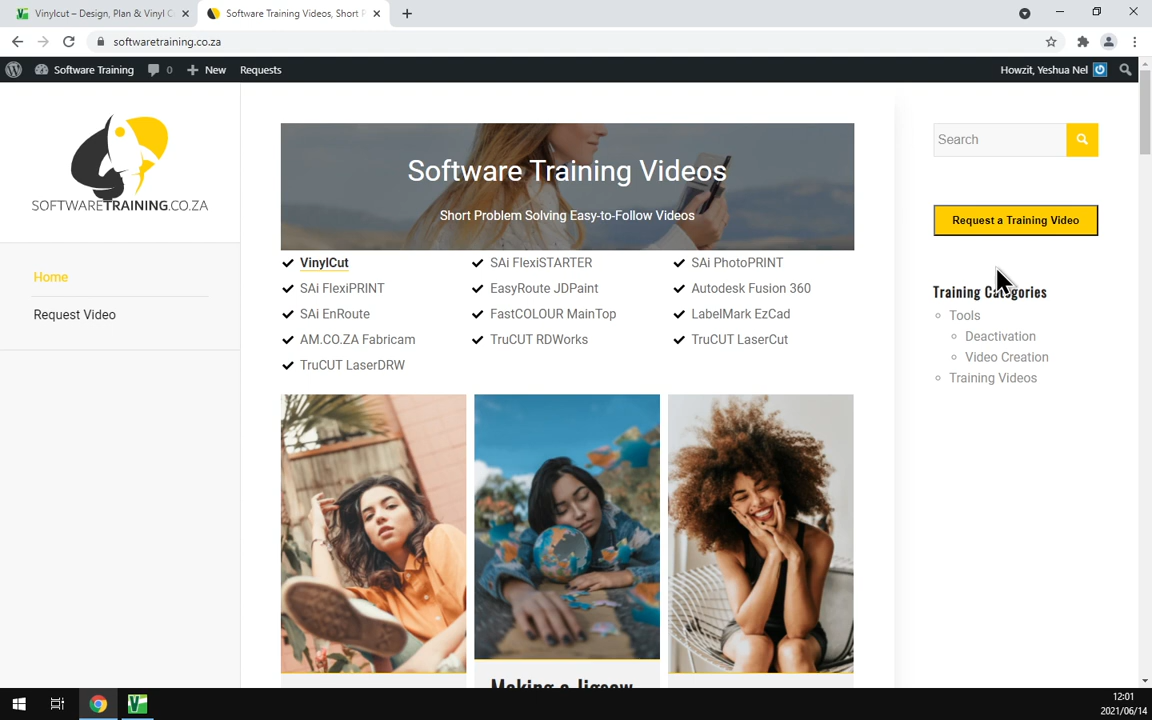 Vinylcut – Design, Plan & Vinyl C
Software Training Videos, Short P
softwaretraining.co.za
Software Training
0
New
Requests
Howzit, Yeshua Nel
SOFTWARETRAINING.CO.ZA
Home
Request Video
Software Training Videos
Short Problem Solving Easy-to-Follow Videos
VinylCut
SAi FlexiSTARTER
SAi PhotoPRINT
SAi FlexiPRINT
EasyRoute JDPaint
Autodesk Fusion 360
SAi EnRoute
FastCOLOUR MainTop
LabelMark EzCad
AM.CO.ZA Fabricam
TruCUT RDWorks
TruCUT LaserCut
TruCUT LaserDRW
Making a Jigsaw
Search
Request a Training Video
Training Categories
Tools
Deactivation
Video Creation
Training Videos
12:01
2021/06/14